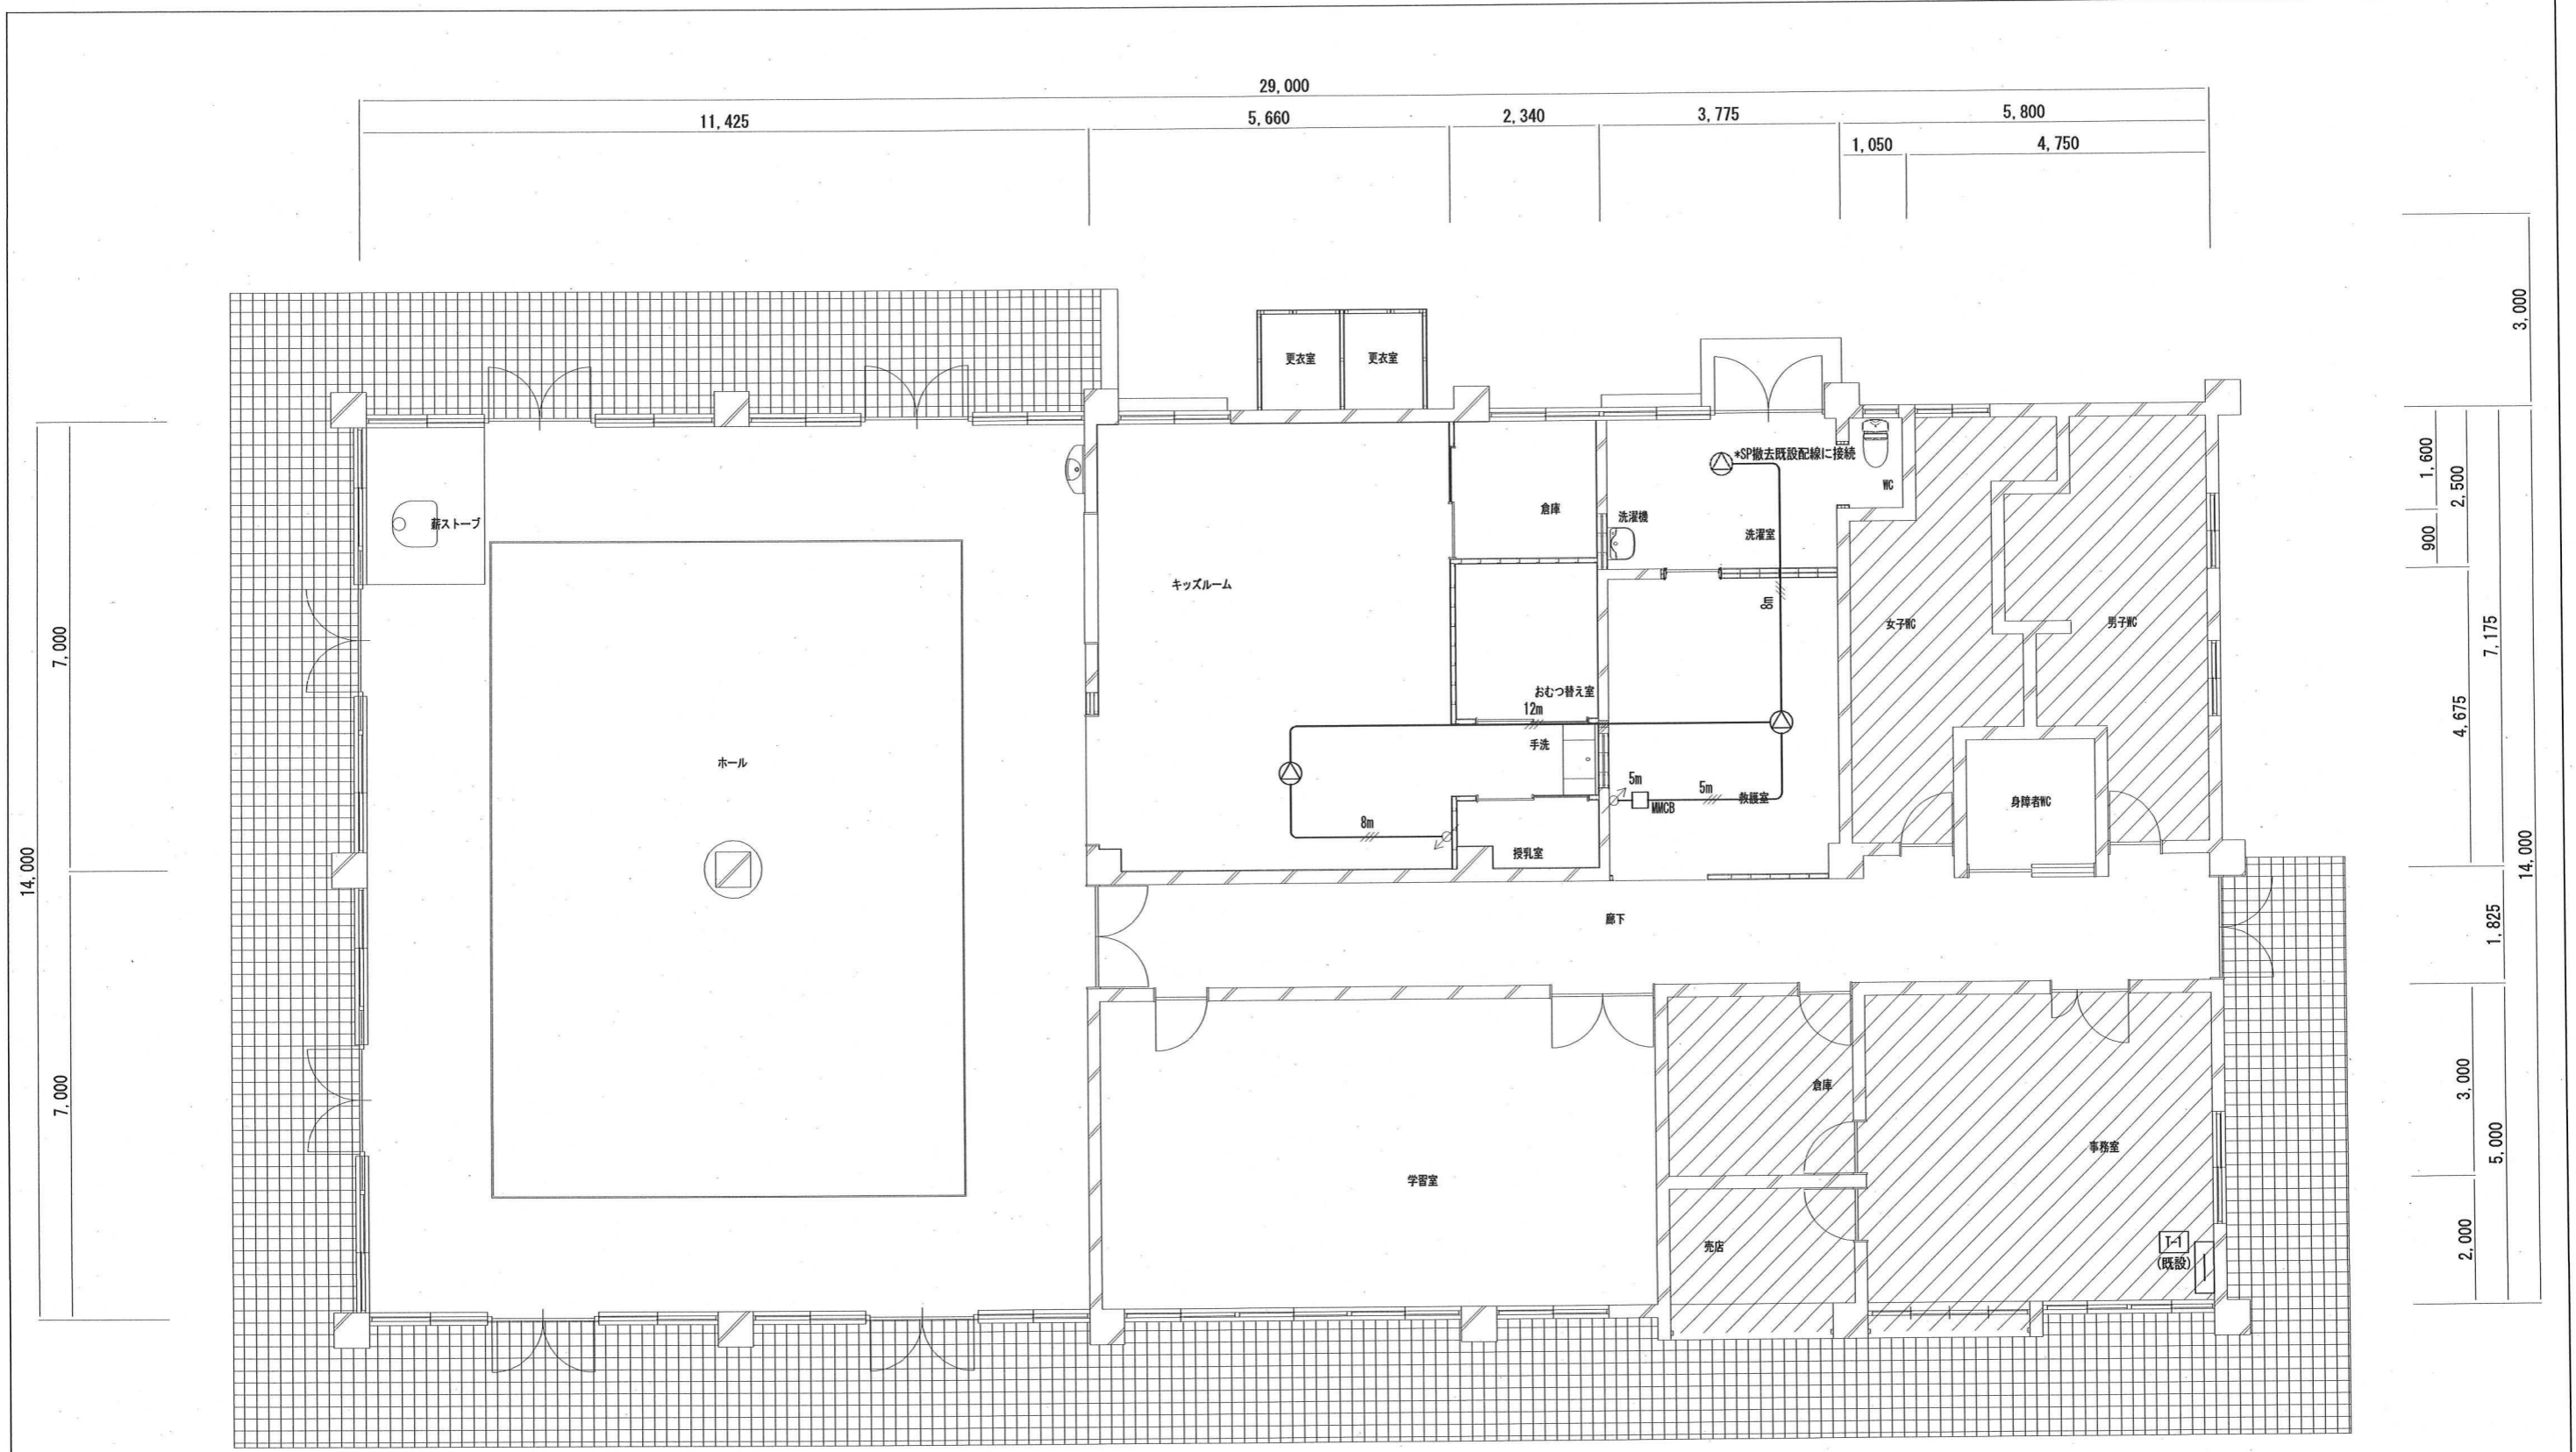 29,000
11,425
5,660
2,340
3,775
5,800
1,050
4,750
3,000
更衣室
更衣室
*SP撤去既設配線に接続
1,600
2,500
WC
倉庫
洗濯機
薪ストーブ
洗濯室
900
キッズルーム
8m
女子WC
男子WC
7,000
7,175
おむつ替え室
12m
4,675
手洗
ホール
5m
5m
MMCB
救護室
身障者WC
8m
授乳室
14,000
14,000
廊下
1,825
倉庫
3,000
7,000
事務室
5,000
学習室
売店
T-1
(既設)
2,000